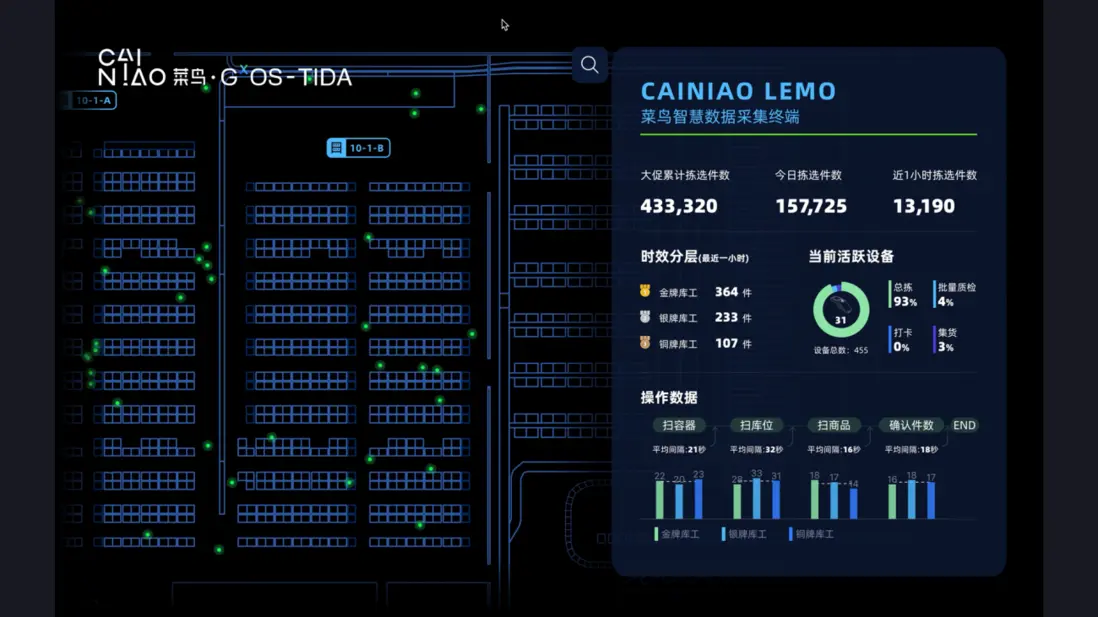 CAI
N!AO 菜鸟·G OS-TIDA
10-1-A
10-1-B
CAINIAO LEMO
菜鸟智慧数据采集终端
大促累计拣选件数 今日拣选件数 近1小时拣选件数
433,320 157,725 13,190
时效分层(最近一小时)
金牌库工 364 件
银牌库工 233 件
铜牌库工 107 件
当前活跃设备
31
设备总数: 455
总拣 93%
批量质检 4%
打卡 0%
集货 3%
操作数据
扫容器 扫库位 扫商品 确认件数 END
平均间隔:21秒 平均间隔:32秒 平均间隔:16秒 平均间隔:18秒
22 20 23 28 33 31 18 17 14 16 18 17
金牌库工 银牌库工 铜牌库工